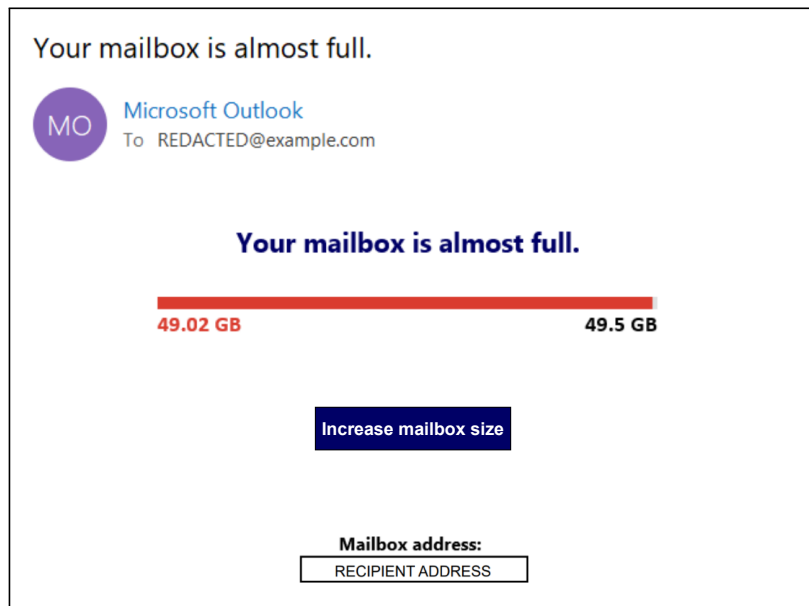 Your mailbox is almost full.
MO
Microsoft Outlook
To REDACTED@example.com
Your mailbox is almost full.
49.02 GB 49.5 GB
Increase mailbox size
Mailbox address:
RECIPIENT ADDRESS